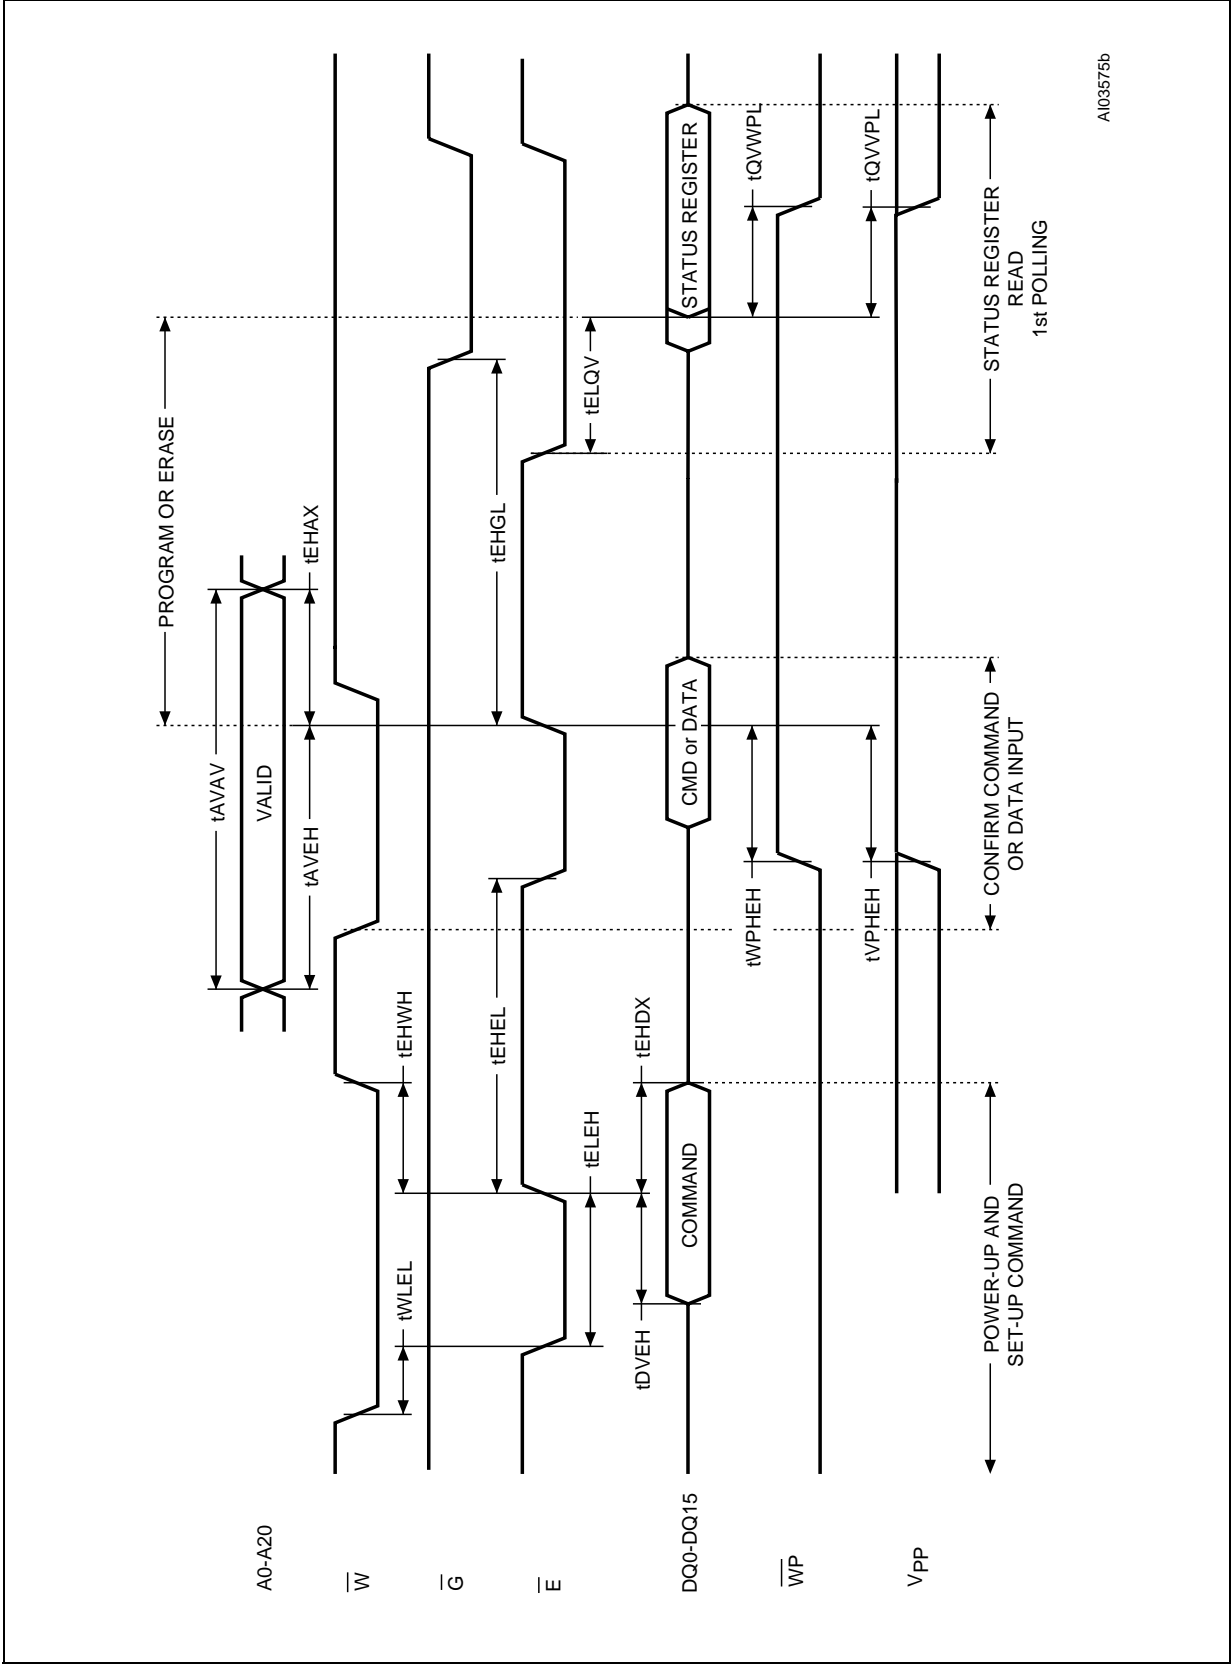 A0-A20
VALID
tAVAV
tAVEH
tEHAX
PROGRAM OR ERASE
W
tWLEL
tEHWH
G
tEHEL
tEHGL
E
tELEH
tELQV
tDVEH
tEHDX
DQ0-DQ15
COMMAND
CMD or DATA
STATUS REGISTER
WP
tWPHEH
tQVWPL
VPP
tVPHEH
tQVVPL
POWER-UP AND
SET-UP COMMAND
CONFIRM COMMAND
OR DATA INPUT
STATUS REGISTER
READ
1st POLLING
AI03575b